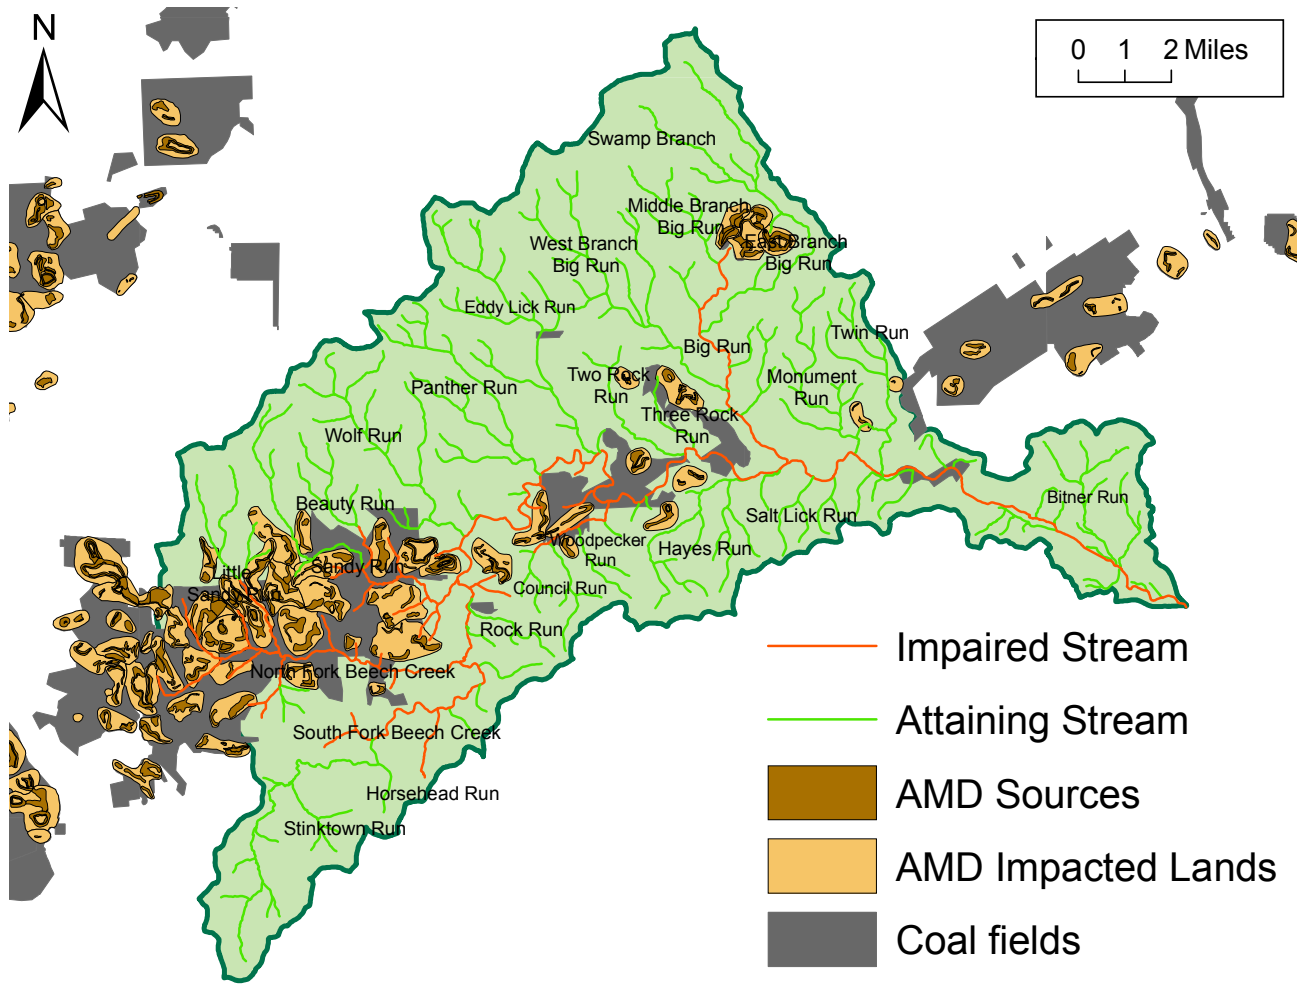 N
0 1 2 Miles
Swamp Branch
Middle Branch
Big Run
West Branch
Big Run
East Branch
Big Run
Eddy Lick Run
Twin Run
Big Run
Panther Run
Two Rock
Run
Monument
Run
Three Rock
Run
Wolf Run
Beauty Run
Bitner Run
Salt Lick Run
Woodpecker
Run
Hayes Run
Sandy Run
Little
Sandy Run
Council Run
Rock Run
North Fork Beech Creek
South Fork Beech Creek
Horsehead Run
Stinktown Run
Impaired Stream
Attaining Stream
AMD Sources
AMD Impacted Lands
Coal fields